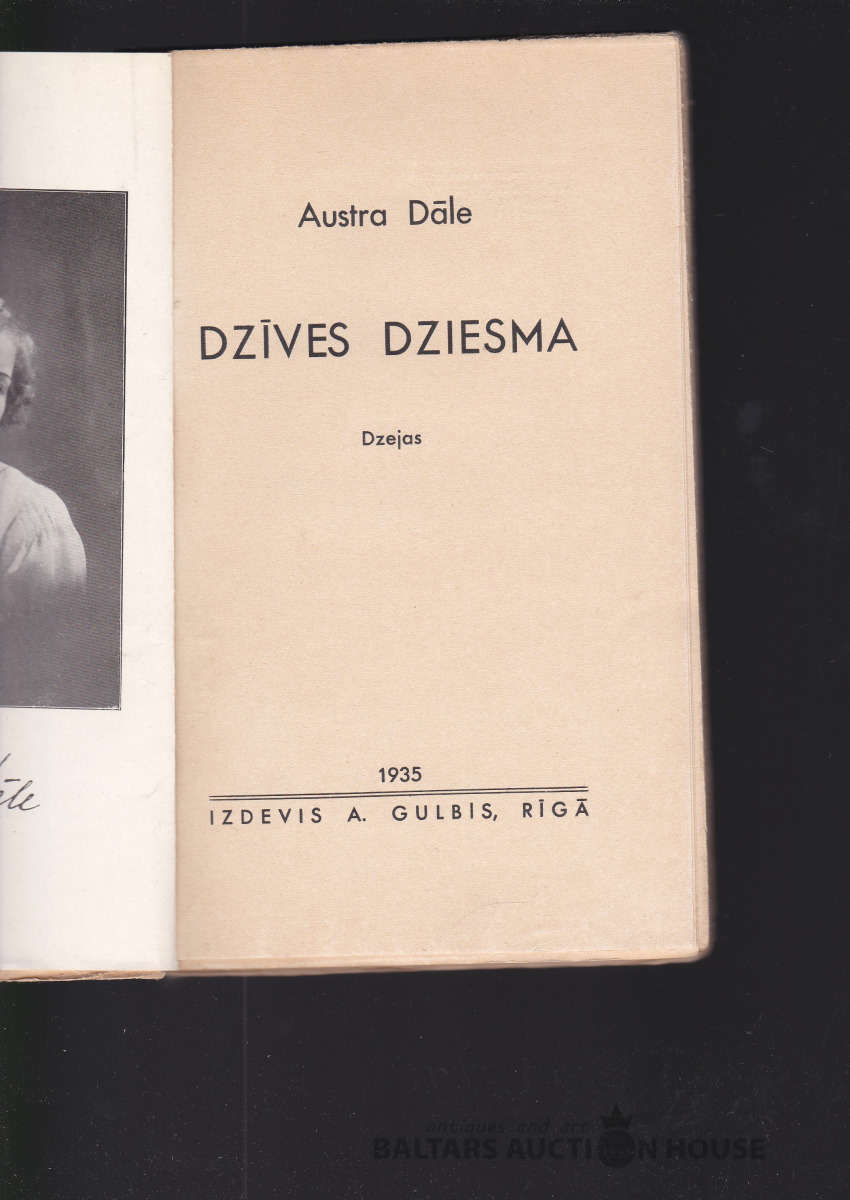 Austra Dāle
DZĪVES DZIESMA
Dzejas
1935
IZDEVIS A. GULBIS, RĪGĀ
antiques and art
BALTARS AUCTION HOUSE